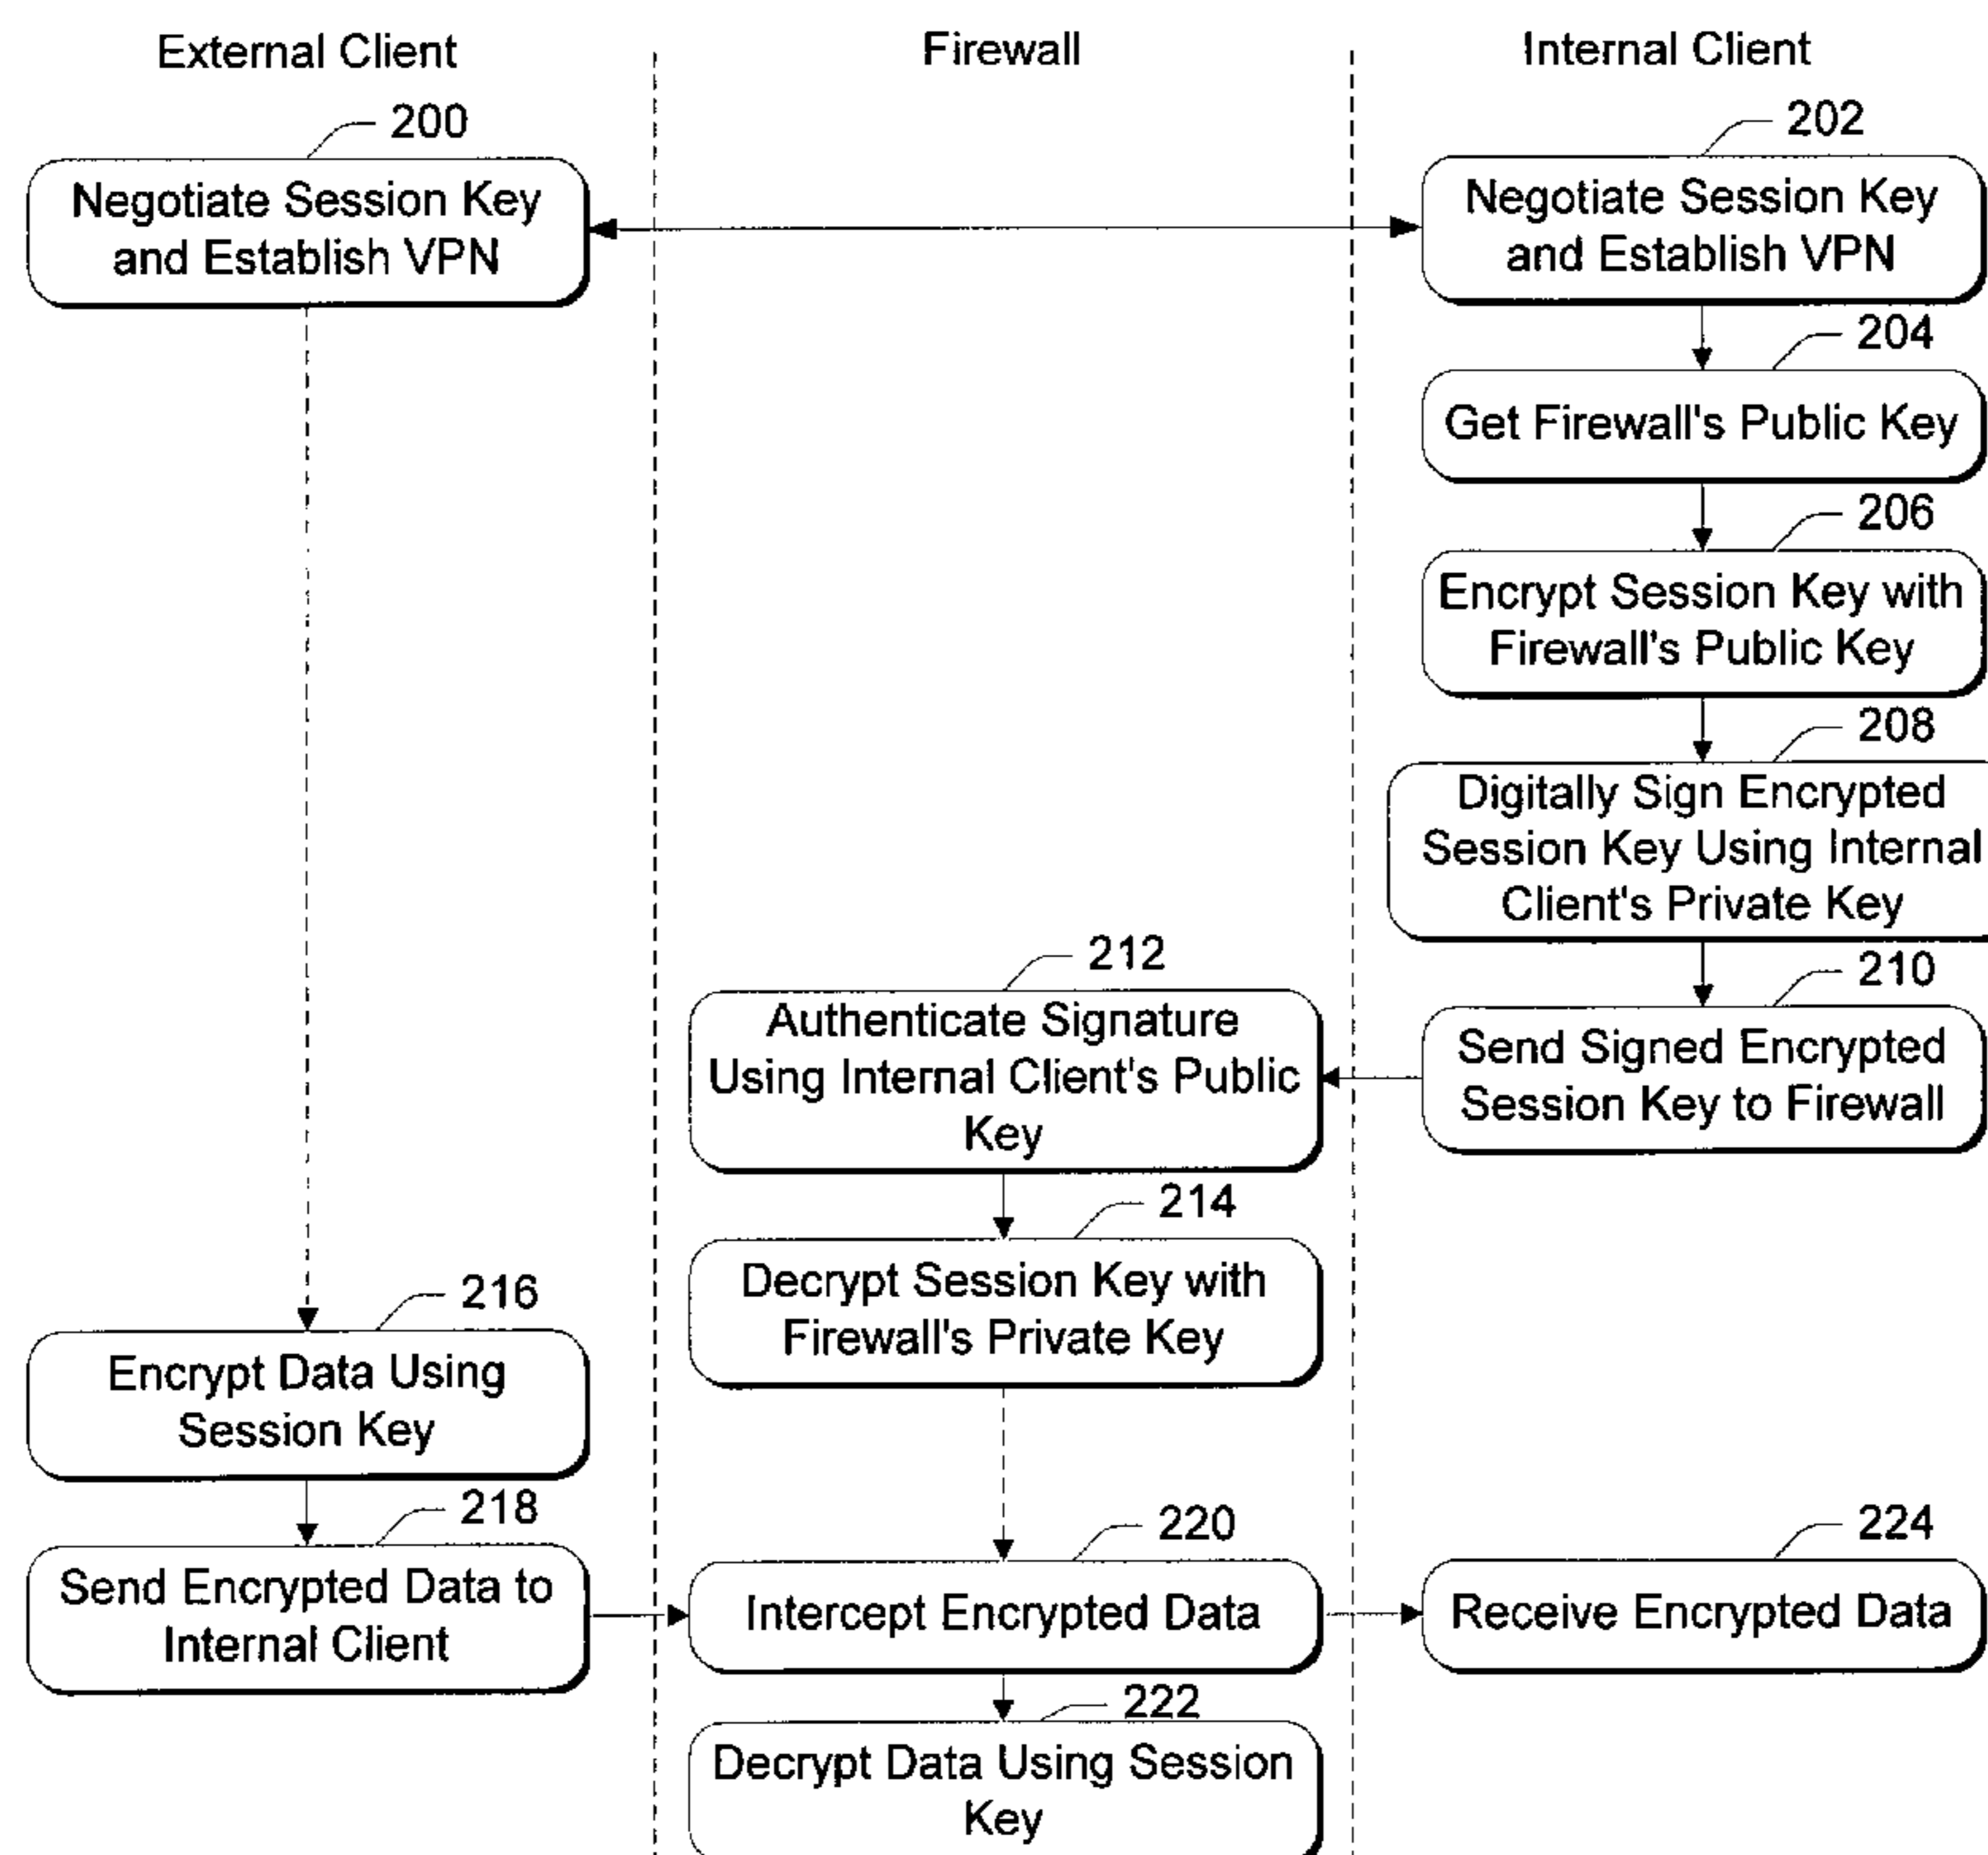 External Client
Firewall
Internal Client
200
202
Negotiate Session Key
and Establish VPN
Negotiate Session Key
and Establish VPN
204
Get Firewall's Public Key
206
Encrypt Session Key with
Firewall's Public Key
208
Digitally Sign Encrypted
Session Key Using Internal
Client's Private Key
212
210
Authenticate Signature
Using Internal Client's Public
Key
Send Signed Encrypted
Session Key to Firewall
214
Decrypt Session Key with
Firewall's Private Key
216
Encrypt Data Using
Session Key
218
220
224
Send Encrypted Data to
Internal Client
Intercept Encrypted Data
Receive Encrypted Data
222
Decrypt Data Using Session
Key